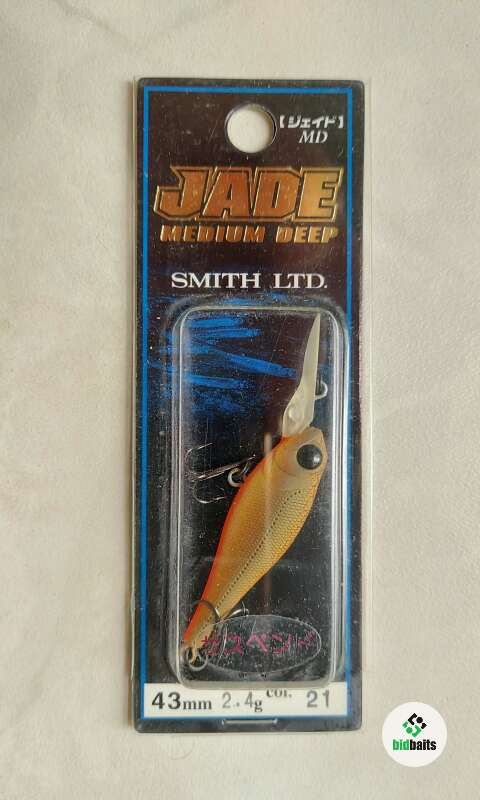 【ジェイド】
MD
JADE
MEDIUM DEEP
SMITH LTD.
サスペンド
43mm 2.4g COL. 21
bidbaits